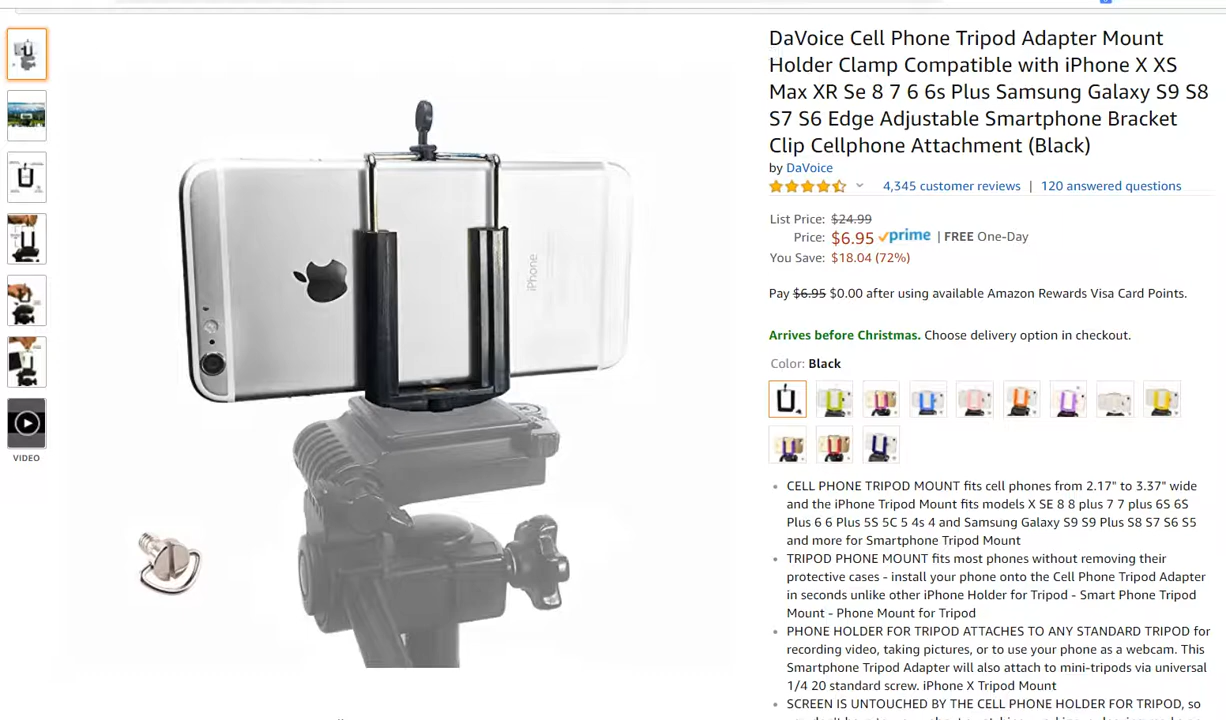 DaVoice Cell Phone Tripod Adapter Mount
Holder Clamp Compatible with iPhone X XS
Max XR Se 8 7 6 6s Plus Samsung Galaxy S9 S8
S7 S6 Edge Adjustable Smartphone Bracket
Clip Cellphone Attachment (Black)
by DaVoice
4,345 customer reviews | 120 answered questions
List Price: $24.99
Price: $6.95 prime | FREE One-Day
You Save: $18.04 (72%)
Pay $6.95 $0.00 after using available Amazon Rewards Visa Card Points.
Arrives before Christmas. Choose delivery option in checkout.
Color: Black
• CELL PHONE TRIPOD MOUNT fits cell phones from 2.17" to 3.37" wide
and the iPhone Tripod Mount fits models X SE 8 8 plus 7 7 plus 6S 6S
Plus 6 6 Plus 5S 5C 5 4s 4 and Samsung Galaxy S9 S9 Plus S8 S7 S6 S5
and more for Smartphone Tripod Mount
• TRIPOD PHONE MOUNT fits most phones without removing their
protective cases - install your phone onto the Cell Phone Tripod Adapter
in seconds unlike other iPhone Holder for Tripod - Smart Phone Tripod
Mount - Phone Mount for Tripod
• PHONE HOLDER FOR TRIPOD ATTACHES TO ANY STANDARD TRIPOD for
recording video, taking pictures, or to use your phone as a webcam. This
Smartphone Tripod Adapter will also attach to mini-tripods via universal
1/4 20 standard screw. iPhone X Tripod Mount
• SCREEN IS UNTOUCHED BY THE CELL PHONE HOLDER FOR TRIPOD, so
iPhone
VIDEO